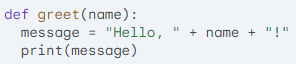 def greet(name):
  message = "Hello, " + name + "!"
  print(message)